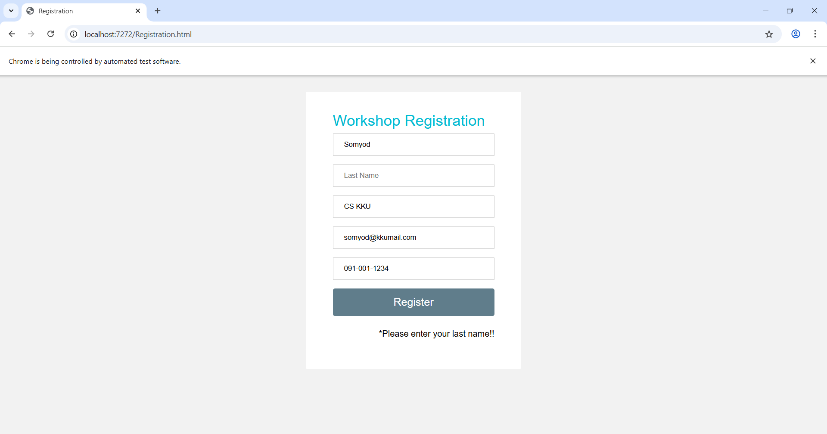 Registration
localhost:7272/Registration.html
Chrome is being controlled by automated test software.
Workshop Registration
Somyod
Last Name
CS KKU
somyod@kkumail.com
091-001-1234
Register
*Please enter your last name!!